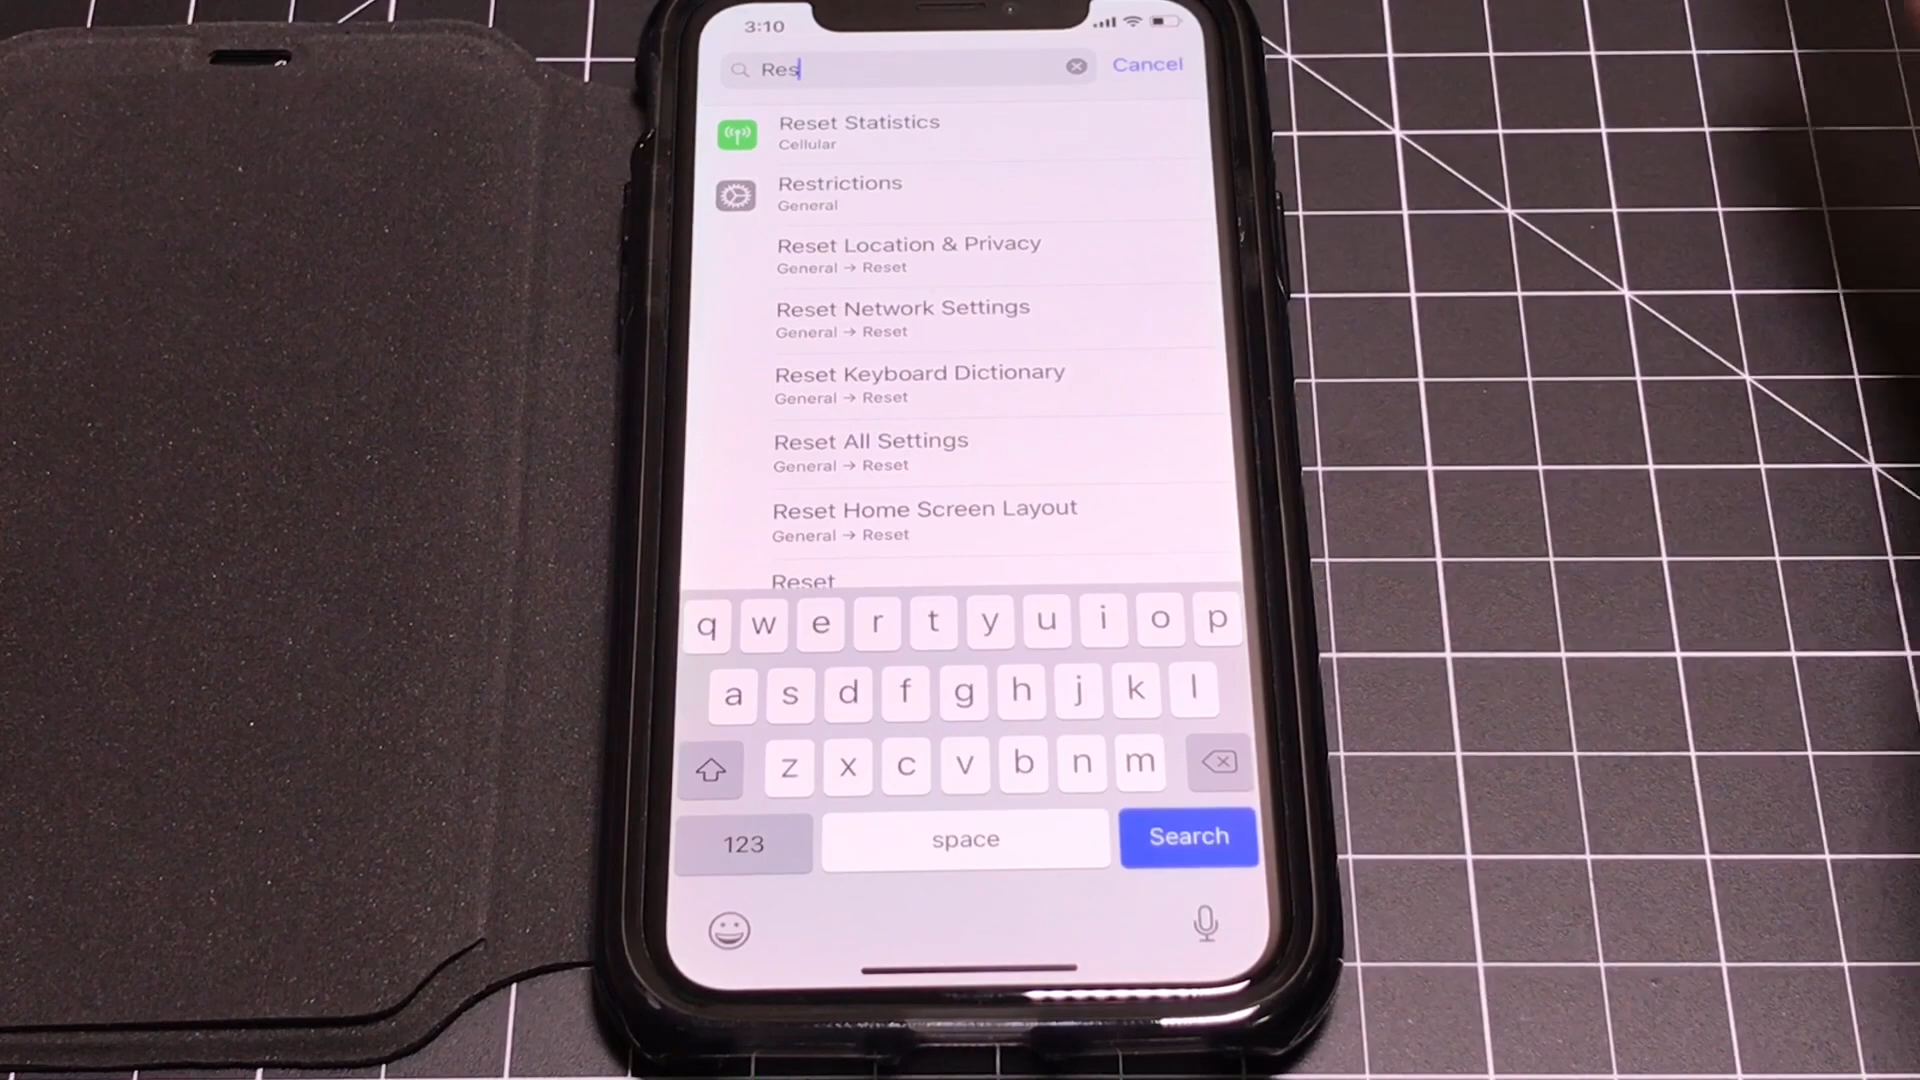 3:10
Res
Cancel
Reset Statistics
Cellular
Restrictions
General
Reset Location & Privacy
General → Reset
Reset Network Settings
General → Reset
Reset Keyboard Dictionary
General → Reset
Reset All Settings
General → Reset
Reset Home Screen Layout
General → Reset
Reset
q w e r t y u i o p
a s d f g h j k l
z x c v b n m
123 space Search